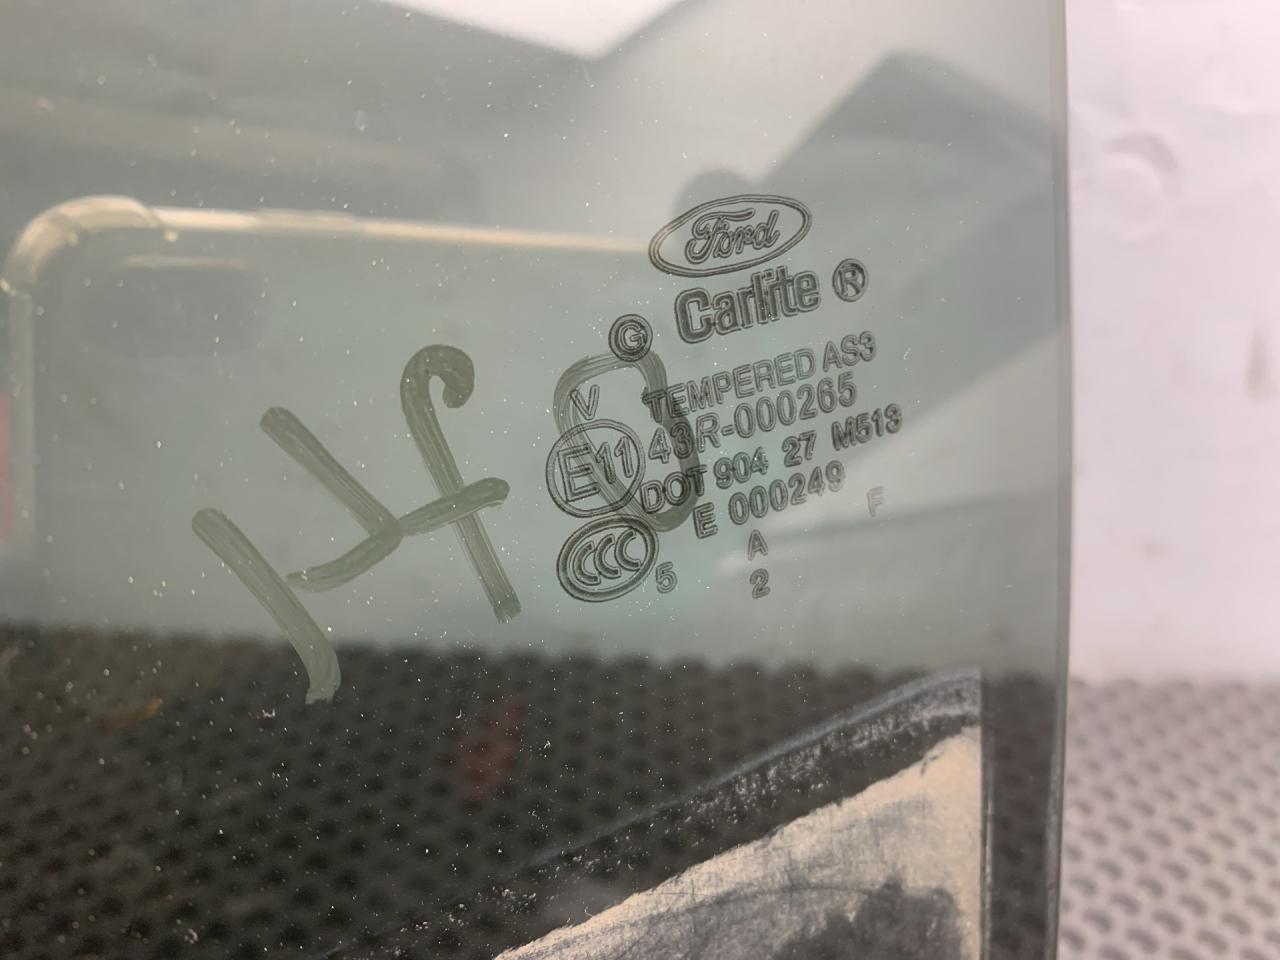 Ford
Carlite ®
G
TEMPERED AS3
V
43R-000265
E11
DOT 904 27 M513
E 000249
F
CCC
A
5
2